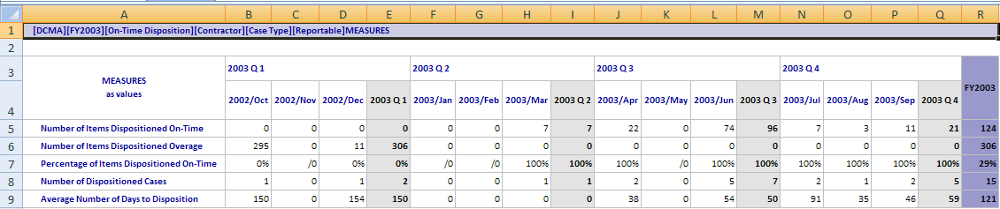 A B C D E F G H I J K L M N O P Q R
1 [DCMA][FY2003][On-Time Disposition][Contractor][Case Type][Reportable]MEASURES
2
3 MEASURES as values 2003 Q 1 2003 Q 2 2003 Q 3 2003 Q 4 FY2003
4 2002/Oct 2002/Nov 2002/Dec 2003 Q 1 2003/Jan 2003/Feb 2003/Mar 2003 Q 2 2003/Apr 2003/May 2003/Jun 2003 Q 3 2003/Jul 2003/Aug 2003/Sep 2003 Q 4
5 Number of Items Dispositioned On-Time 0 0 0 0 0 0 7 7 22 0 74 96 7 3 11 21 124
6 Number of Items Dispositioned Overage 295 0 11 306 0 0 0 0 0 0 0 0 0 0 0 0 306
7 Percentage of Items Dispositioned On-Time 0% /0 0% 0% /0 /0 100% 100% 100% /0 100% 100% 100% 100% 100% 100% 29%
8 Number of Dispositioned Cases 1 0 1 2 0 0 1 1 2 0 5 7 2 1 2 5 15
9 Average Number of Days to Disposition 150 0 154 150 0 0 0 0 38 0 54 50 91 35 46 59 121